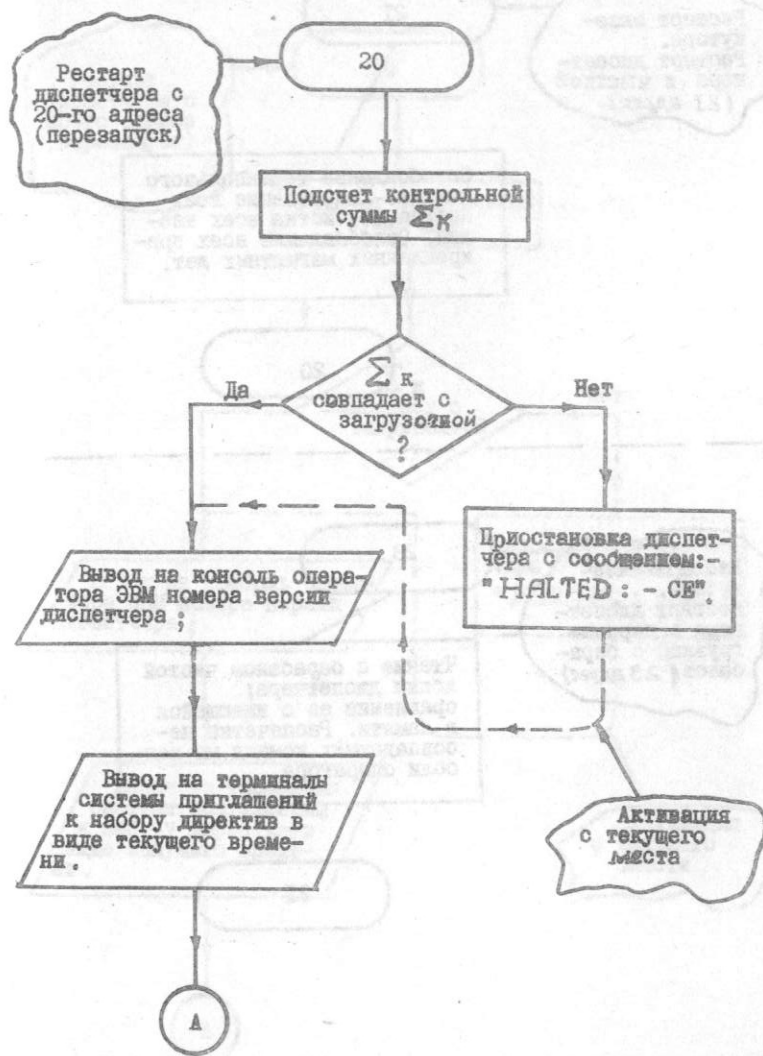 Рестарт
диспетчера с
20-го адреса
(перезапуск)
20
Подсчет контрольной
суммы Σк
Σк
совпадает с
загрузочной
?
Да
Нет
Приостановка диспет-
чера с сообщением:-
"HALTED : - CE".
Вывод на консоль опера-
тора ЭВМ номера версии
диспетчера ;
Вывод на терминалы
системы приглашений
к набору директив в
виде текущего време-
ни.
Активация
с текущего
места
А